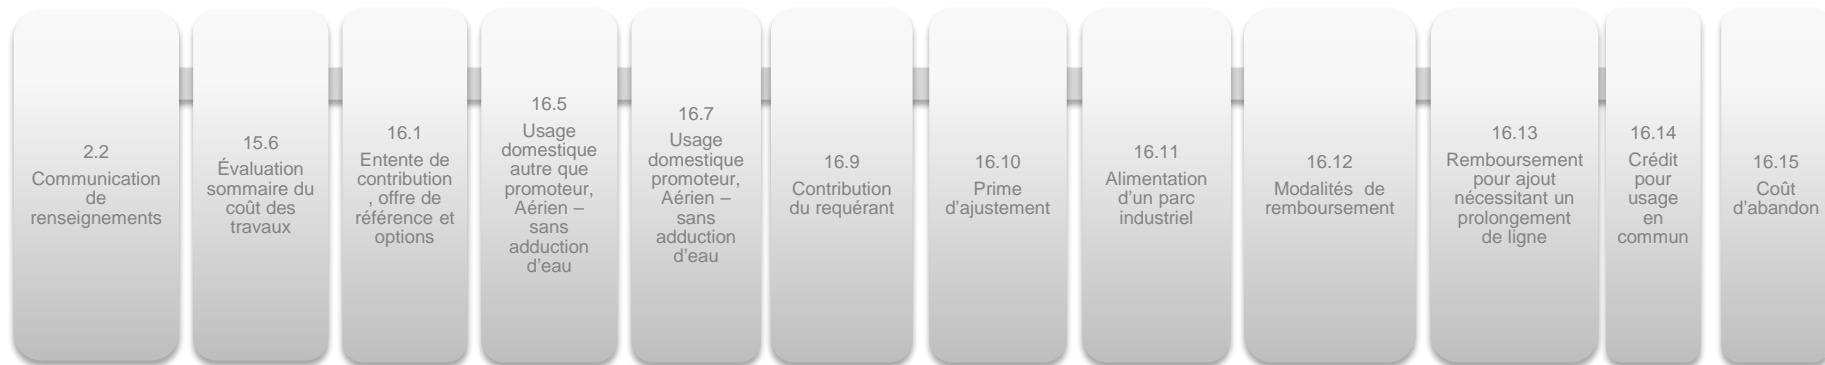 2.2
Communication
de
renseignements
15.6
Évaluation
sommaire du
coût des
travaux
16.1
Entente de
contribution
, offre de
référence et
options
16.5
Usage
domestique
autre que
promoteur,
Aérien –
sans
adduction
d'eau
16.7
Usage
domestique
promoteur,
Aérien –
sans
adduction
d'eau
16.9
Contribution
du requérant
16.10
Prime
d'ajustement
16.11
Alimentation
d'un parc
industriel
16.12
Modalités de
remboursement
16.13
Remboursement
pour ajout
nécessitant un
prolongement
de ligne
16.14
Crédit
pour
usage
en
commun
16.15
Coût
d'abandon